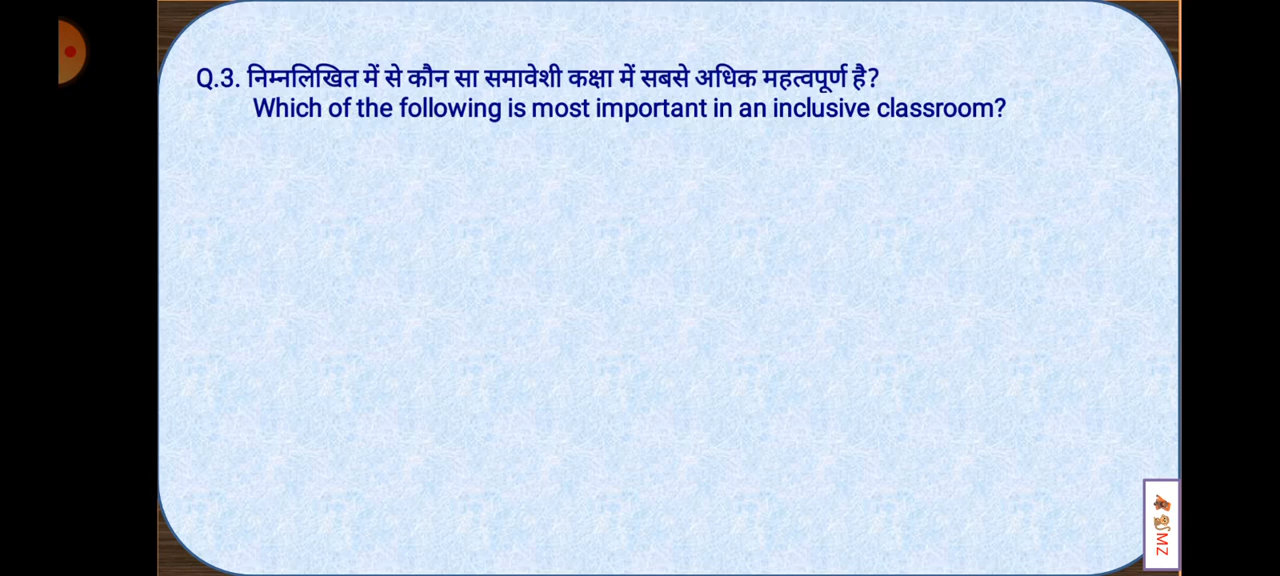 Q.3. निम्नलिखित में से कौन सा समावेशी कक्षा में सबसे अधिक महत्वपूर्ण है?
Which of the following is most important in an inclusive classroom?
MZ